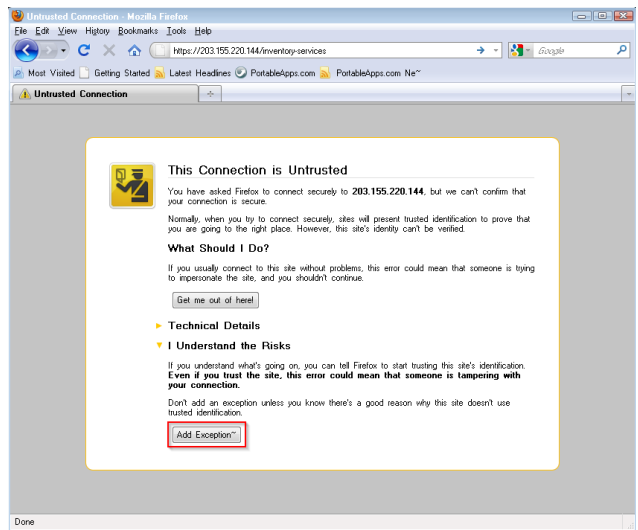 Untrusted Connection - Mozilla Firefox
File Edit View History Bookmarks Tools Help
https://203.155.220.144/inventory-services
Google
Most Visited Getting Started Latest Headlines PortableApps.com PortableApps.com Ne~
Untrusted Connection
This Connection is Untrusted
You have asked Firefox to connect securely to 203.155.220.144, but we can't confirm that
your connection is secure.
Normally, when you try to connect securely, sites will present trusted identification to prove that
you are going to the right place. However, this site's identity can't be verified.
What Should I Do?
If you usually connect to this site without problems, this error could mean that someone is trying
to impersonate the site, and you shouldn't continue.
Get me out of here!
Technical Details
I Understand the Risks
If you understand what's going on, you can tell Firefox to start trusting this site's identification.
Even if you trust the site, this error could mean that someone is tampering with
your connection.
Don't add an exception unless you know there's a good reason why this site doesn't use
trusted identification.
Add Exception~
Done